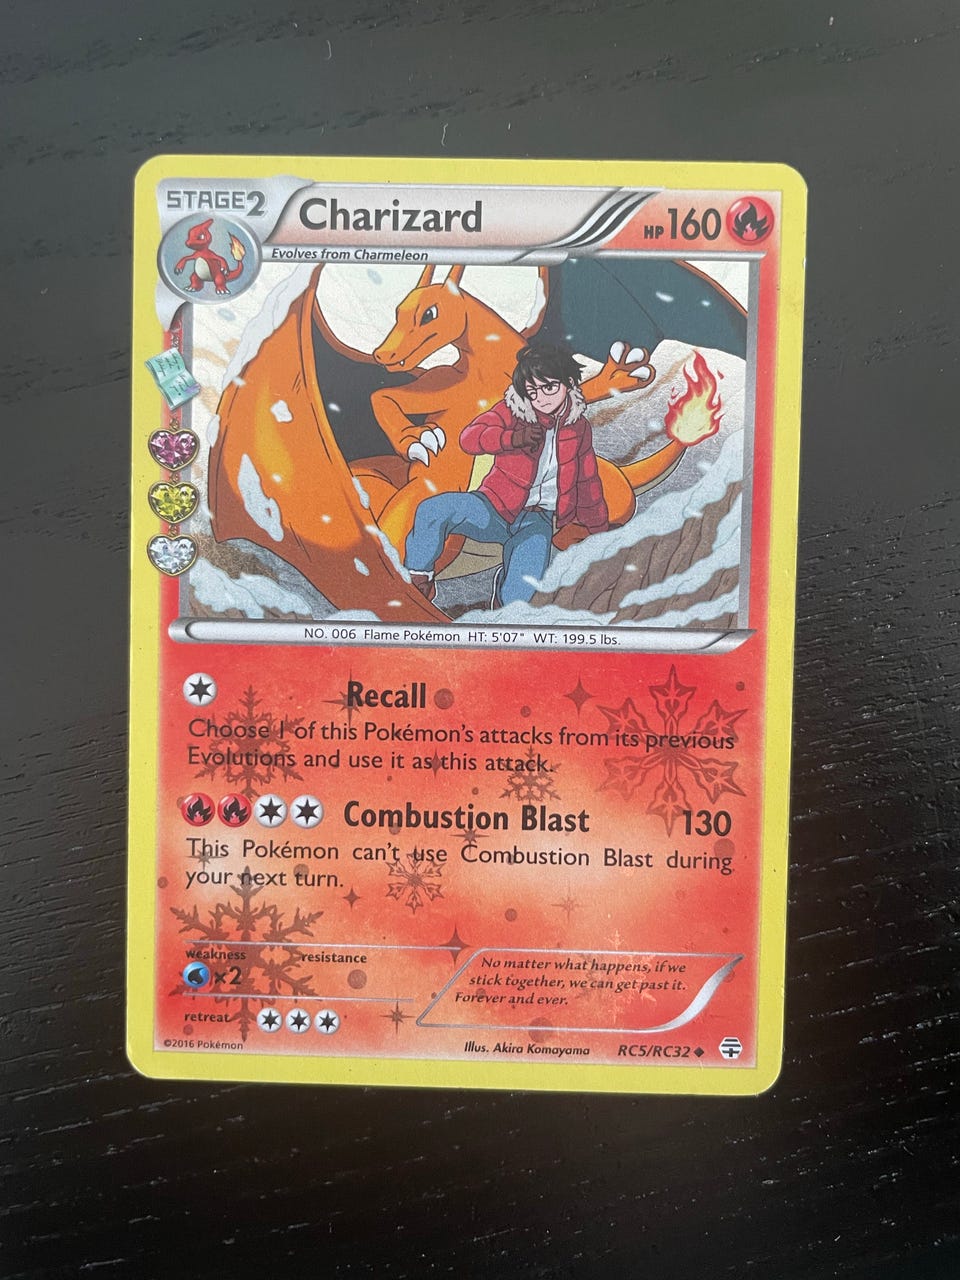 STAGE2
Charizard
HP160
Evolves from Charmeleon
NO. 006 Flame Pokémon HT: 5'07" WT: 199.5 lbs.
Recall
Choose 1 of this Pokémon's attacks from its previous
Evolutions and use it as this attack.
Combustion Blast 130
This Pokémon can't use Combustion Blast during
your next turn.
weakness resistance
×2
No matter what happens, if we
stick together, we can get past it.
Forever and ever.
retreat
©2016 Pokémon
Illus. Akira Komayama RC5/RC32